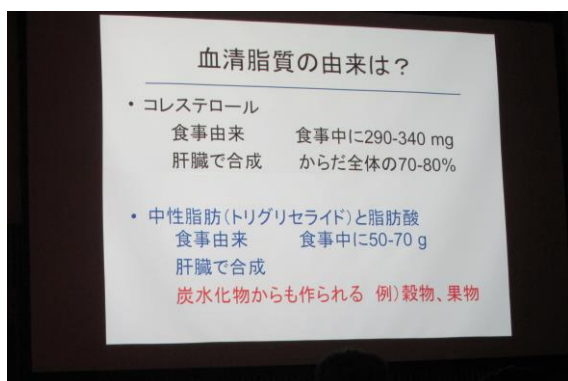 血清脂質の由来は？
・コレステロール
食事由来 食事中に290-340 mg
肝臓で合成 からだ全体の70-80%
・中性脂肪（トリグリセライド）と脂肪酸
食事由来 食事中に50-70 g
肝臓で合成
炭水化物からも作られる 例）穀物、果物